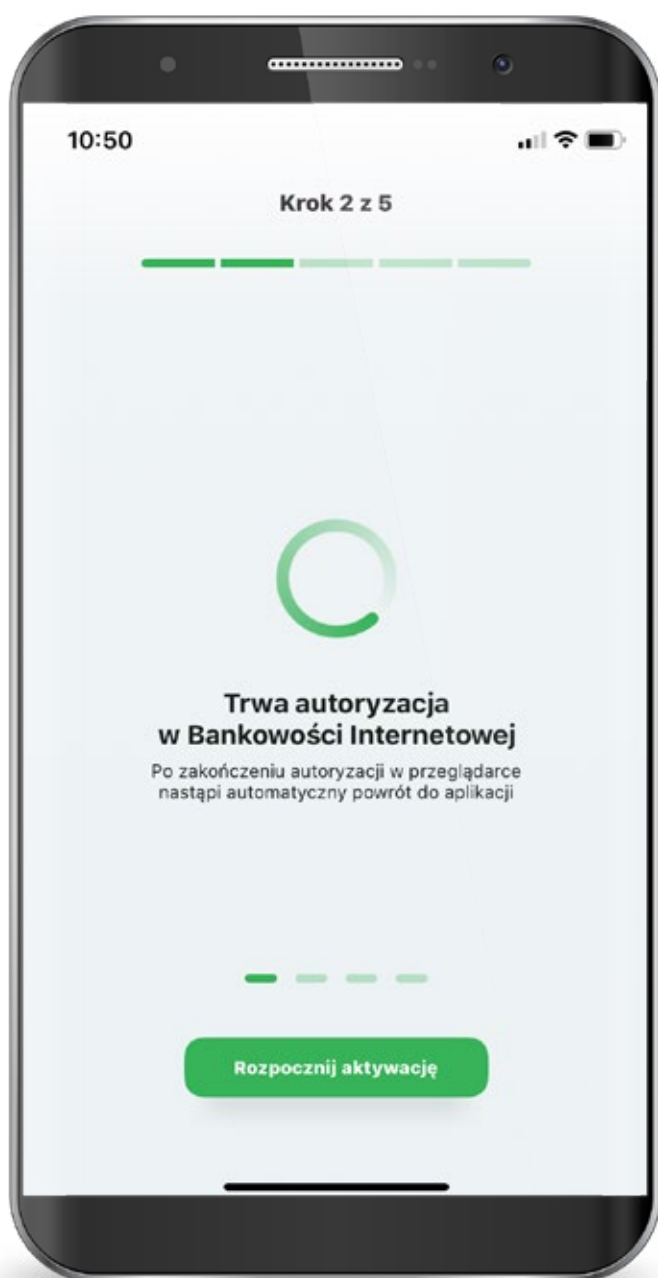 10:50
Krok 2 z 5
Trwa autoryzacja
w Bankowości Internetowej
Po zakończeniu autoryzacji w przeglądarce
nastąpi automatyczny powrót do aplikacji
Rozpocznij aktywację